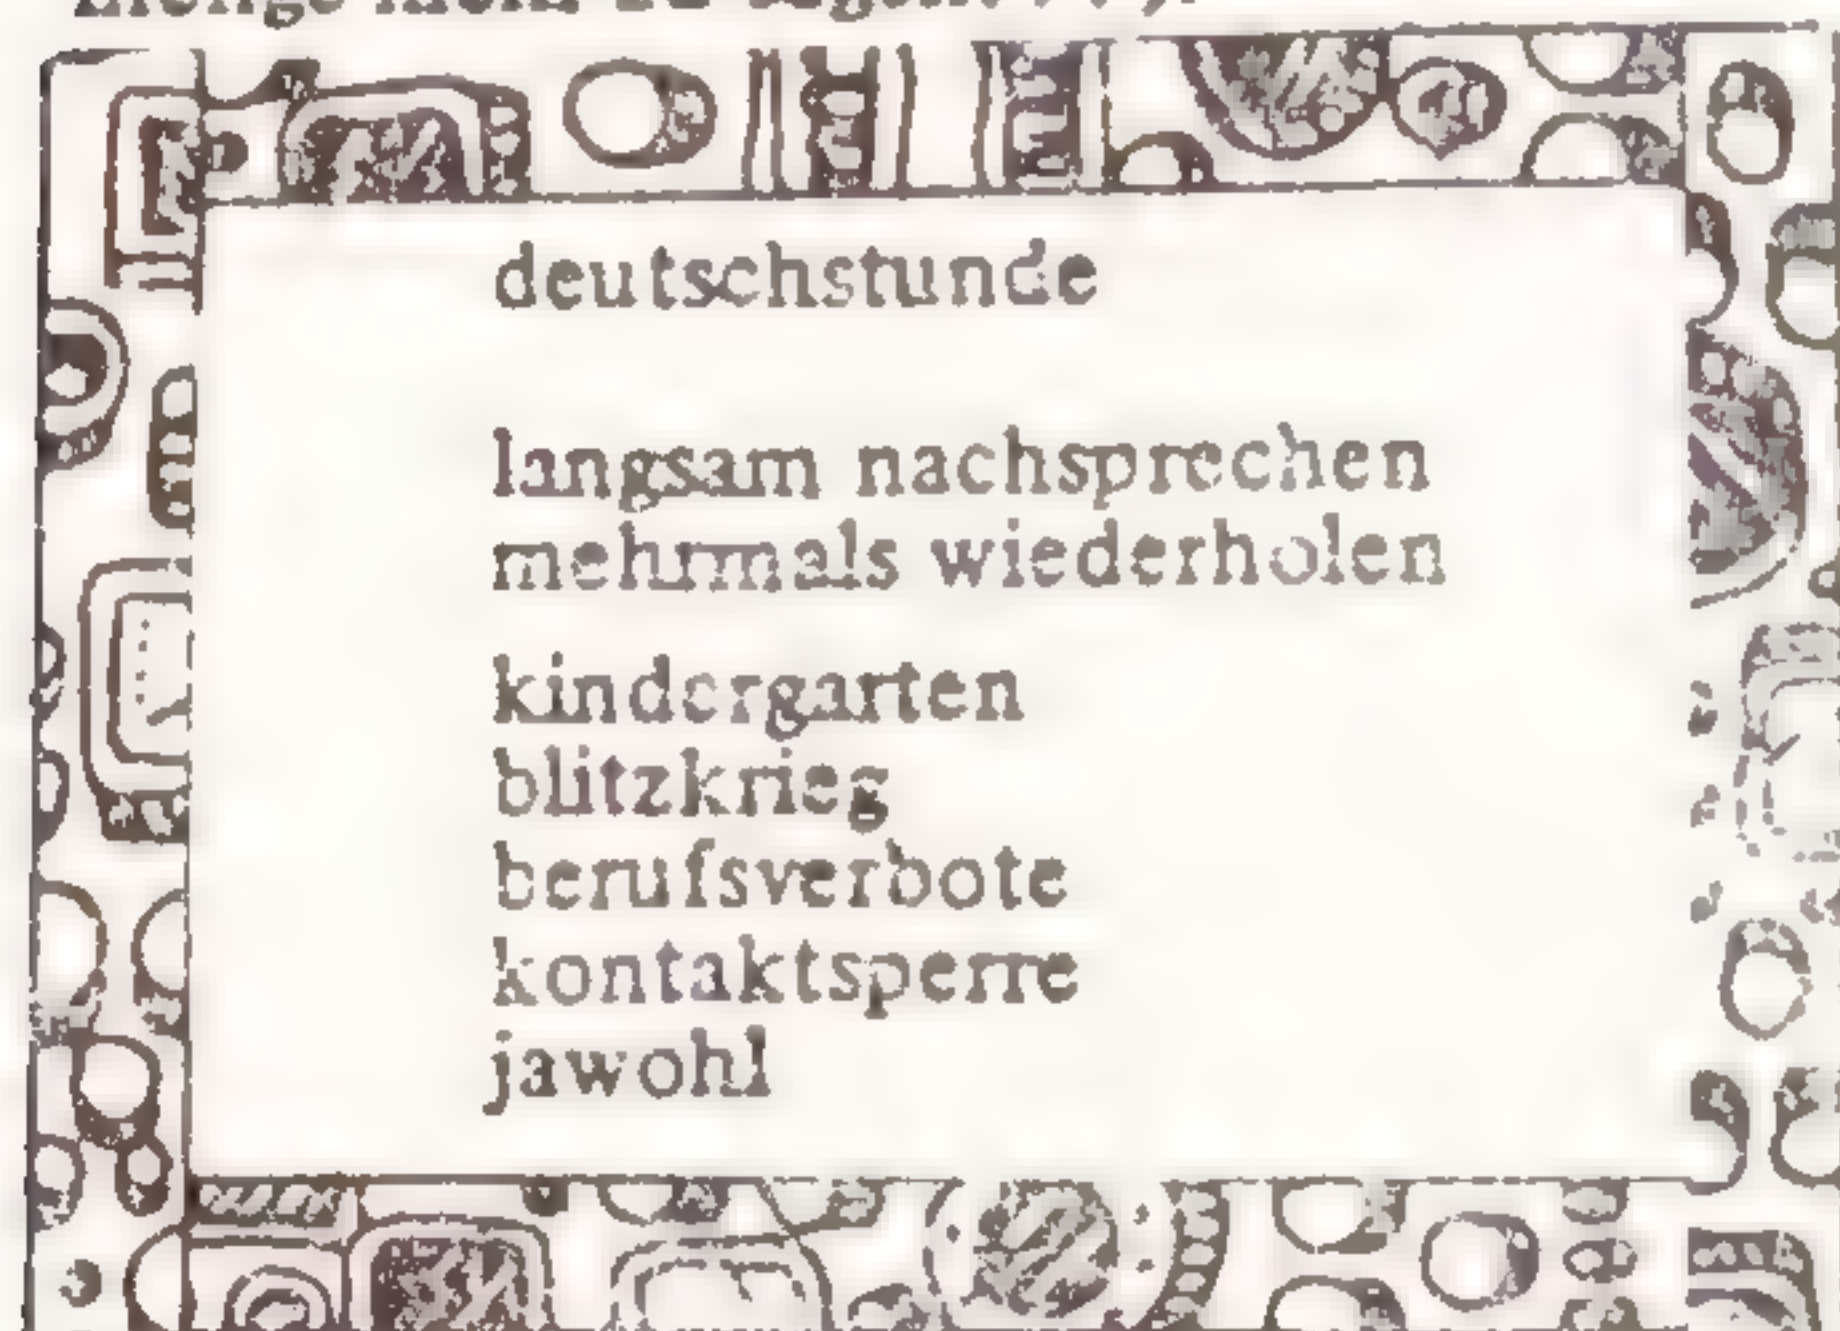 deutschstunde
langsam nachsprechen
mehrmals wiederholen
kindergarten
blitzkrieg
berufsverbote
kontaktsperre
jawohl